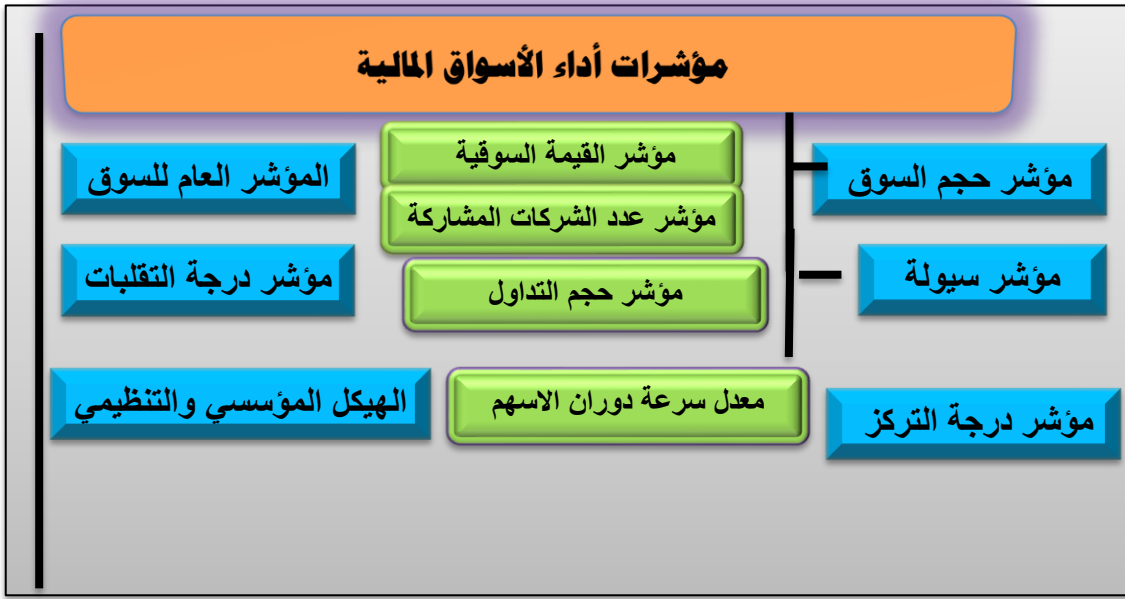 مؤشرات أداء الأسواق المالية
مؤشر حجم السوق
مؤشر القيمة السوقية
المؤشر العام للسوق
مؤشر عدد الشركات المشاركة
مؤشر سيولة
مؤشر حجم التداول
مؤشر درجة التقلبات
مؤشر درجة التركز
معدل سرعة دوران الاسهم
الهيكل المؤسسي والتنظيمي